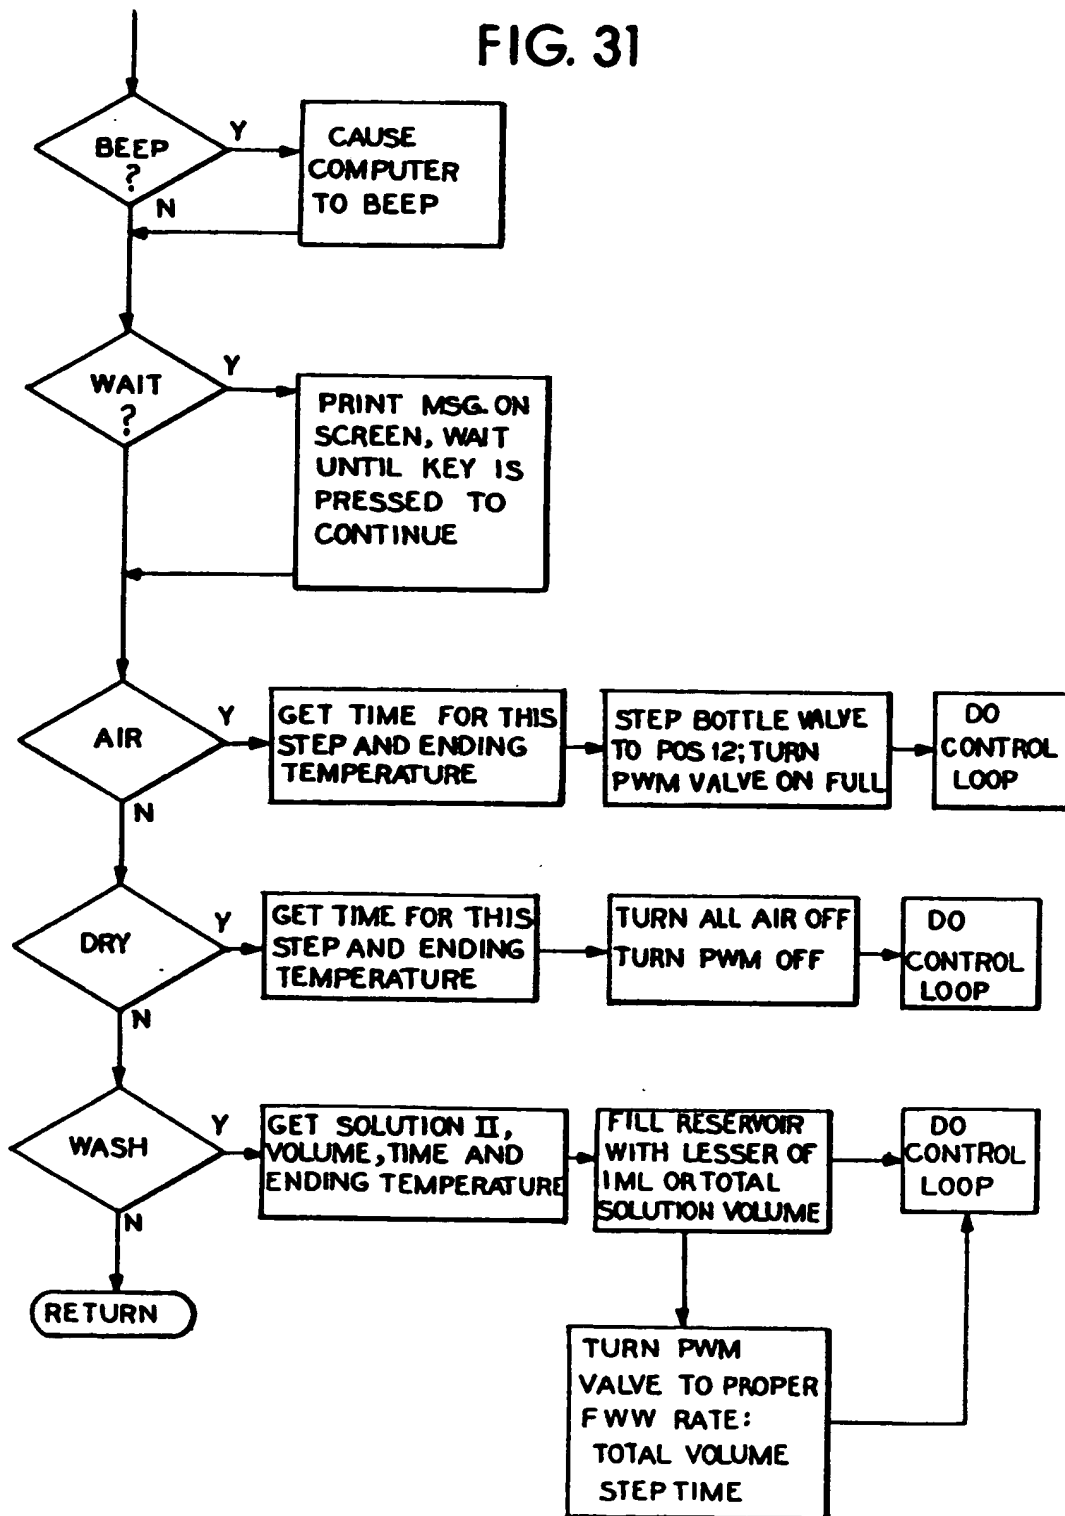 FIG. 31
BEEP
?
Y
N
CAUSE
COMPUTER
TO BEEP
WAIT
?
Y
PRINT MSG. ON
SCREEN, WAIT
UNTIL KEY IS
PRESSED TO
CONTINUE
AIR
Y
N
GET TIME FOR THIS
STEP AND ENDING
TEMPERATURE
STEP BOTTLE VALVE
TO POS 12; TURN
PWM VALVE ON FULL
DO
CONTROL
LOOP
DRY
Y
N
GET TIME FOR THIS
STEP AND ENDING
TEMPERATURE
TURN ALL AIR OFF
TURN PWM OFF
DO
CONTROL
LOOP
WASH
Y
N
GET SOLUTION II,
VOLUME, TIME AND
ENDING TEMPERATURE
FILL RESERVOIR
WITH LESSER OF
1 ML OR TOTAL
SOLUTION VOLUME
DO
CONTROL
LOOP
RETURN
TURN PWM
VALVE TO PROPER
FWW RATE:
TOTAL VOLUME
STEP TIME